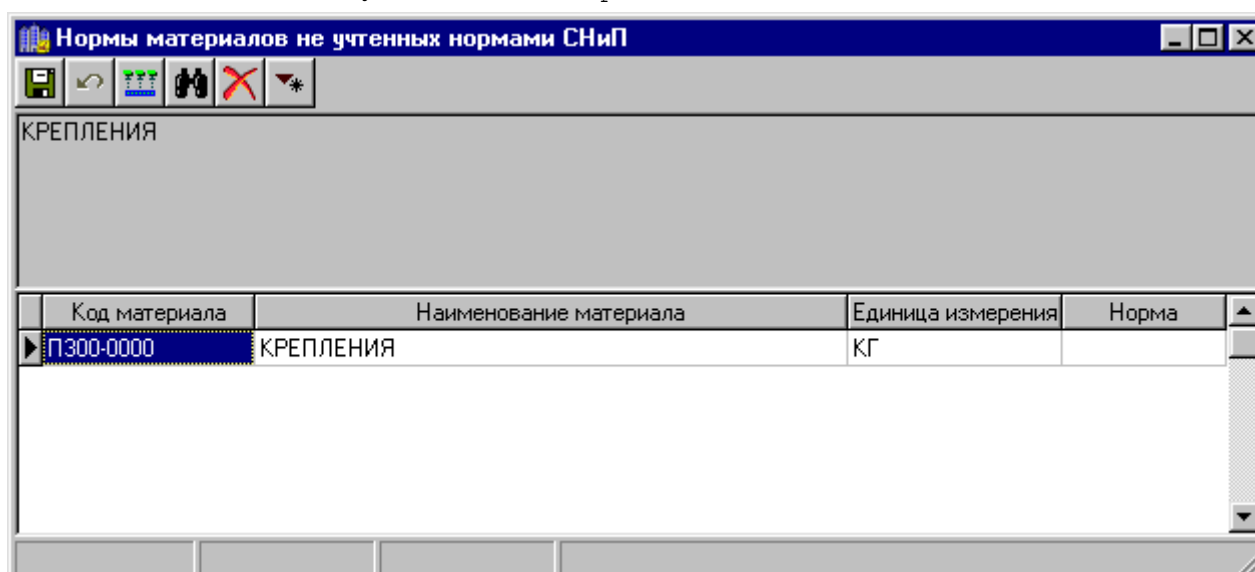 Нормы материалов не учтенных нормами СНиП
КРЕПЛЕНИЯ
Код материала Наименование материала Единица измерения Норма
П300-0000 КРЕПЛЕНИЯ КГ